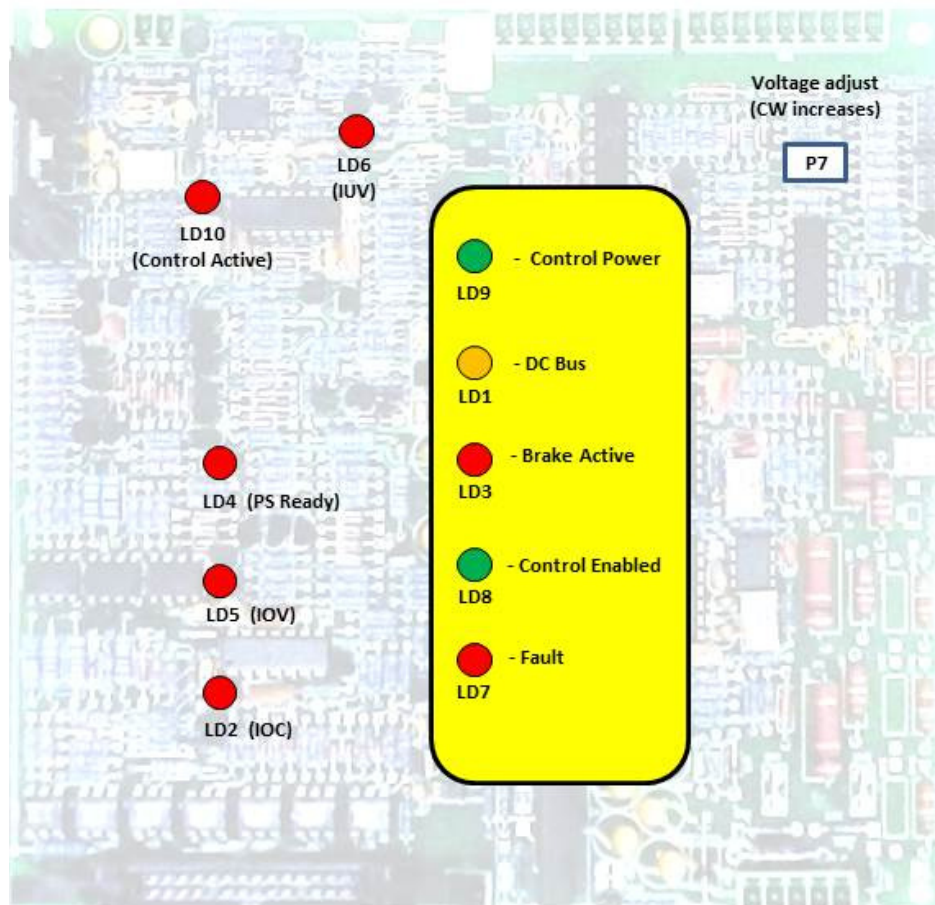 Voltage adjust
(CW increases)
P7
LD6
(IUV)
LD10
(Control Active)
- Control Power
LD9
- DC Bus
LD1
- Brake Active
LD3
LD4 (PS Ready)
- Control Enabled
LD8
LD5 (IOV)
- Fault
LD7
LD2 (IOC)